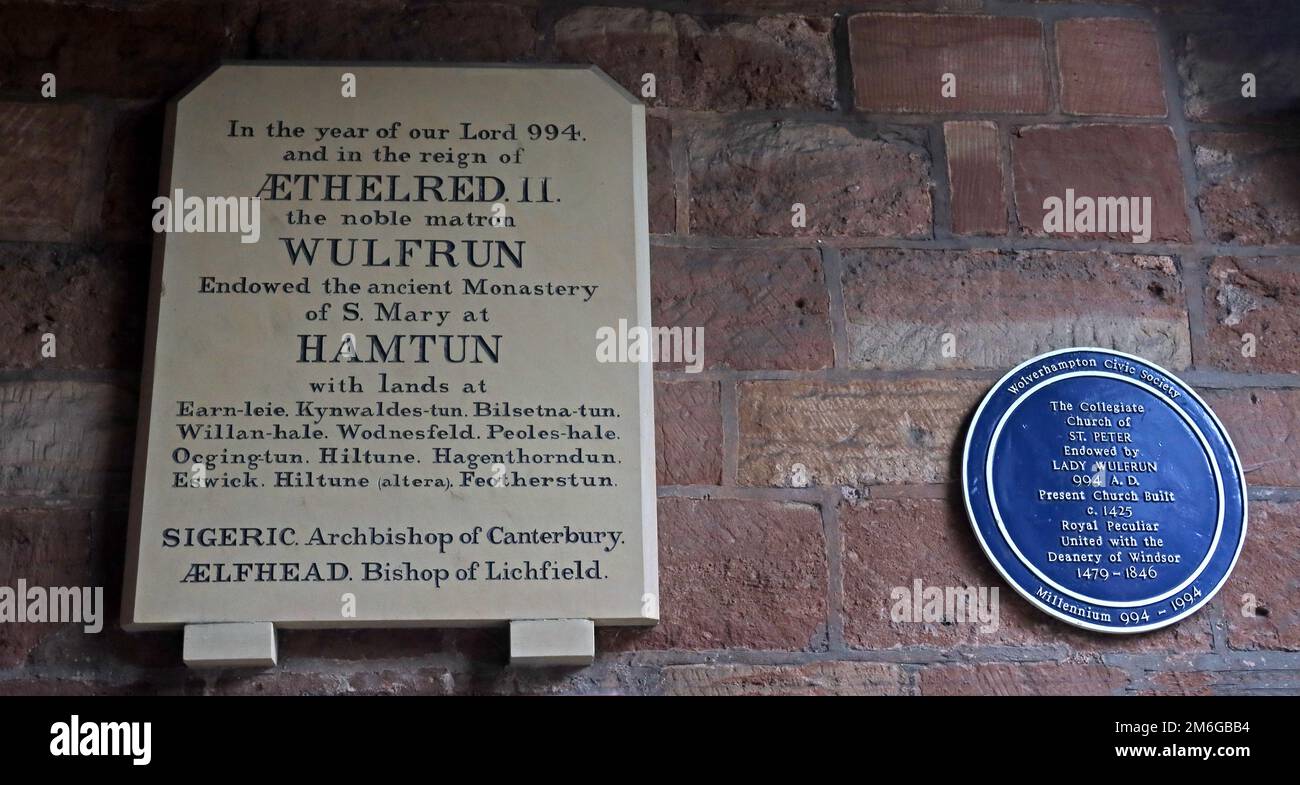 In the year of our Lord 994.
and in the reign of
ÆTHELRED. II.
the noble matron
WULFRUN
Endowed the ancient Monastery
of S. Mary at
HAMTUN
with lands at
Earn-leie. Kynwaldes-tun. Bilsetna-tun.
Willan-hale. Wodnesfeld. Peoles-hale.
Ocging-tun. Hiltune. Hagenthorndun.
Eswick. Hiltune (altera). Feotherstun.
SIGERIC. Archbishop of Canterbury.
ÆLFHEAD. Bishop of Lichfield.
Wolverhampton Civic Society
The Collegiate
Church of
ST. PETER
Endowed by
LADY WULFRUN
994 A.D.
Present Church Built
c. 1425
Royal Peculiar
United with the
Deanery of Windsor
1479 - 1846
Millennium 994 - 1994
alamy
a
alamy
Image ID: 2M6GBB4
www.alamy.com